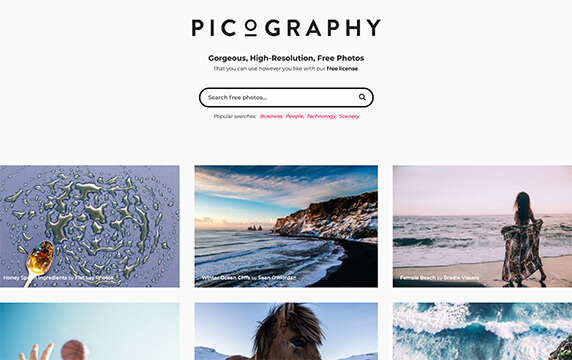 PICOGRAPHY
Gorgeous, High-Resolution, Free Photos
That you can use however you like with our free license.
Search free photos...
Popular searches: Business, People, Technology, Scenery
Honey Spoon Ingredients by Flat Lay Photos
Winter Ocean Cliffs by Sean O'Riordan
Female Beach by Brodie Vissers